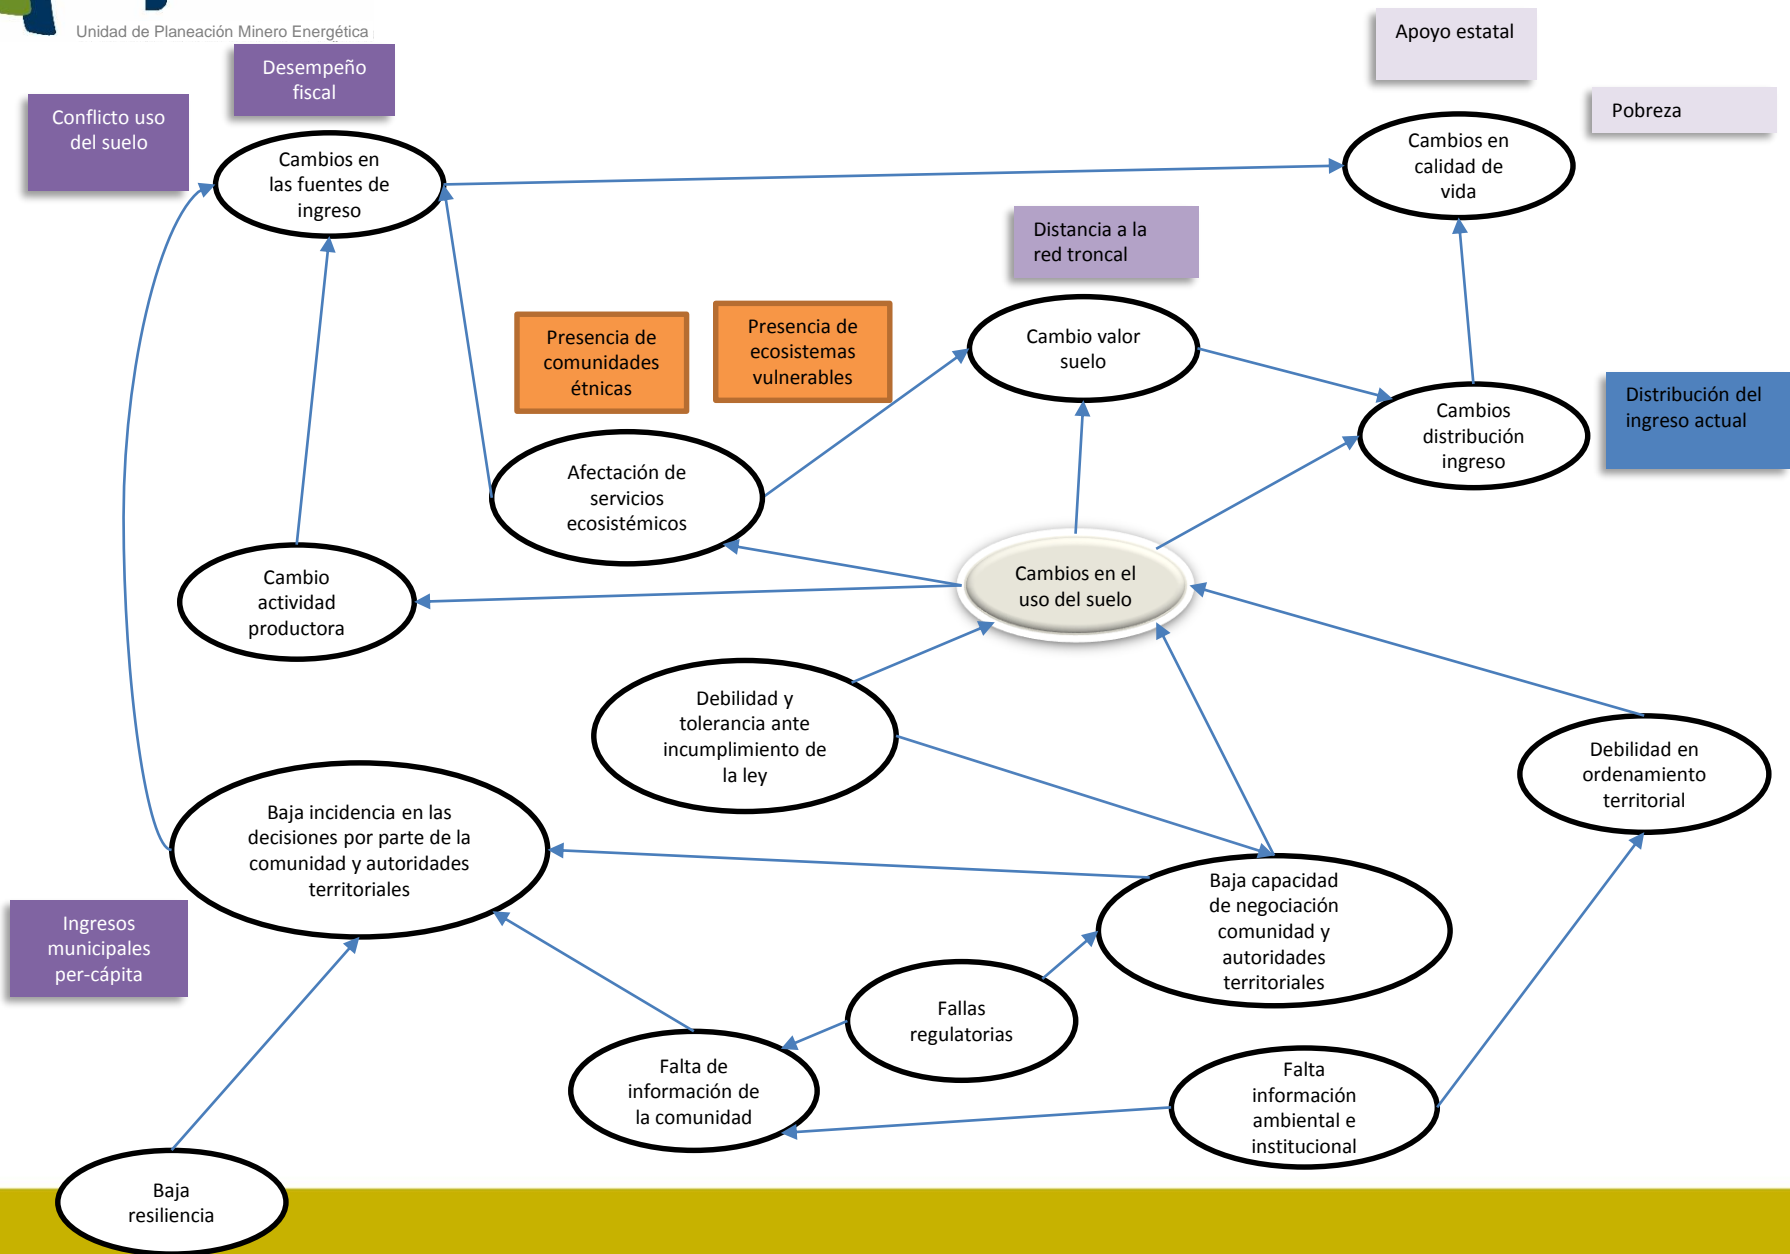 Unidad de Planeación Minero Energética
Apoyo estatal
Desempeño
fiscal
Conflicto uso
del suelo
Pobreza
Cambios en
las fuentes de
ingreso
Cambios en
calidad de
vida
Distancia a la
red troncal
Presencia de
comunidades
étnicas
Presencia de
ecosistemas
vulnerables
Cambio valor
suelo
Cambios
distribución
ingreso
Distribución del
ingreso actual
Afectación de
servicios
ecosistémicos
Cambio
actividad
productora
Cambios en el
uso del suelo
Debilidad y
tolerancia ante
incumplimiento de
la ley
Debilidad en
ordenamiento
territorial
Baja incidencia en las
decisiones por parte de la
comunidad y autoridades
territoriales
Baja capacidad
de negociación
comunidad y
autoridades
territoriales
Ingresos
municipales
per-cápita
Fallas
regulatorias
Falta de
información de
la comunidad
Falta
información
ambiental e
institucional
Baja
resiliencia